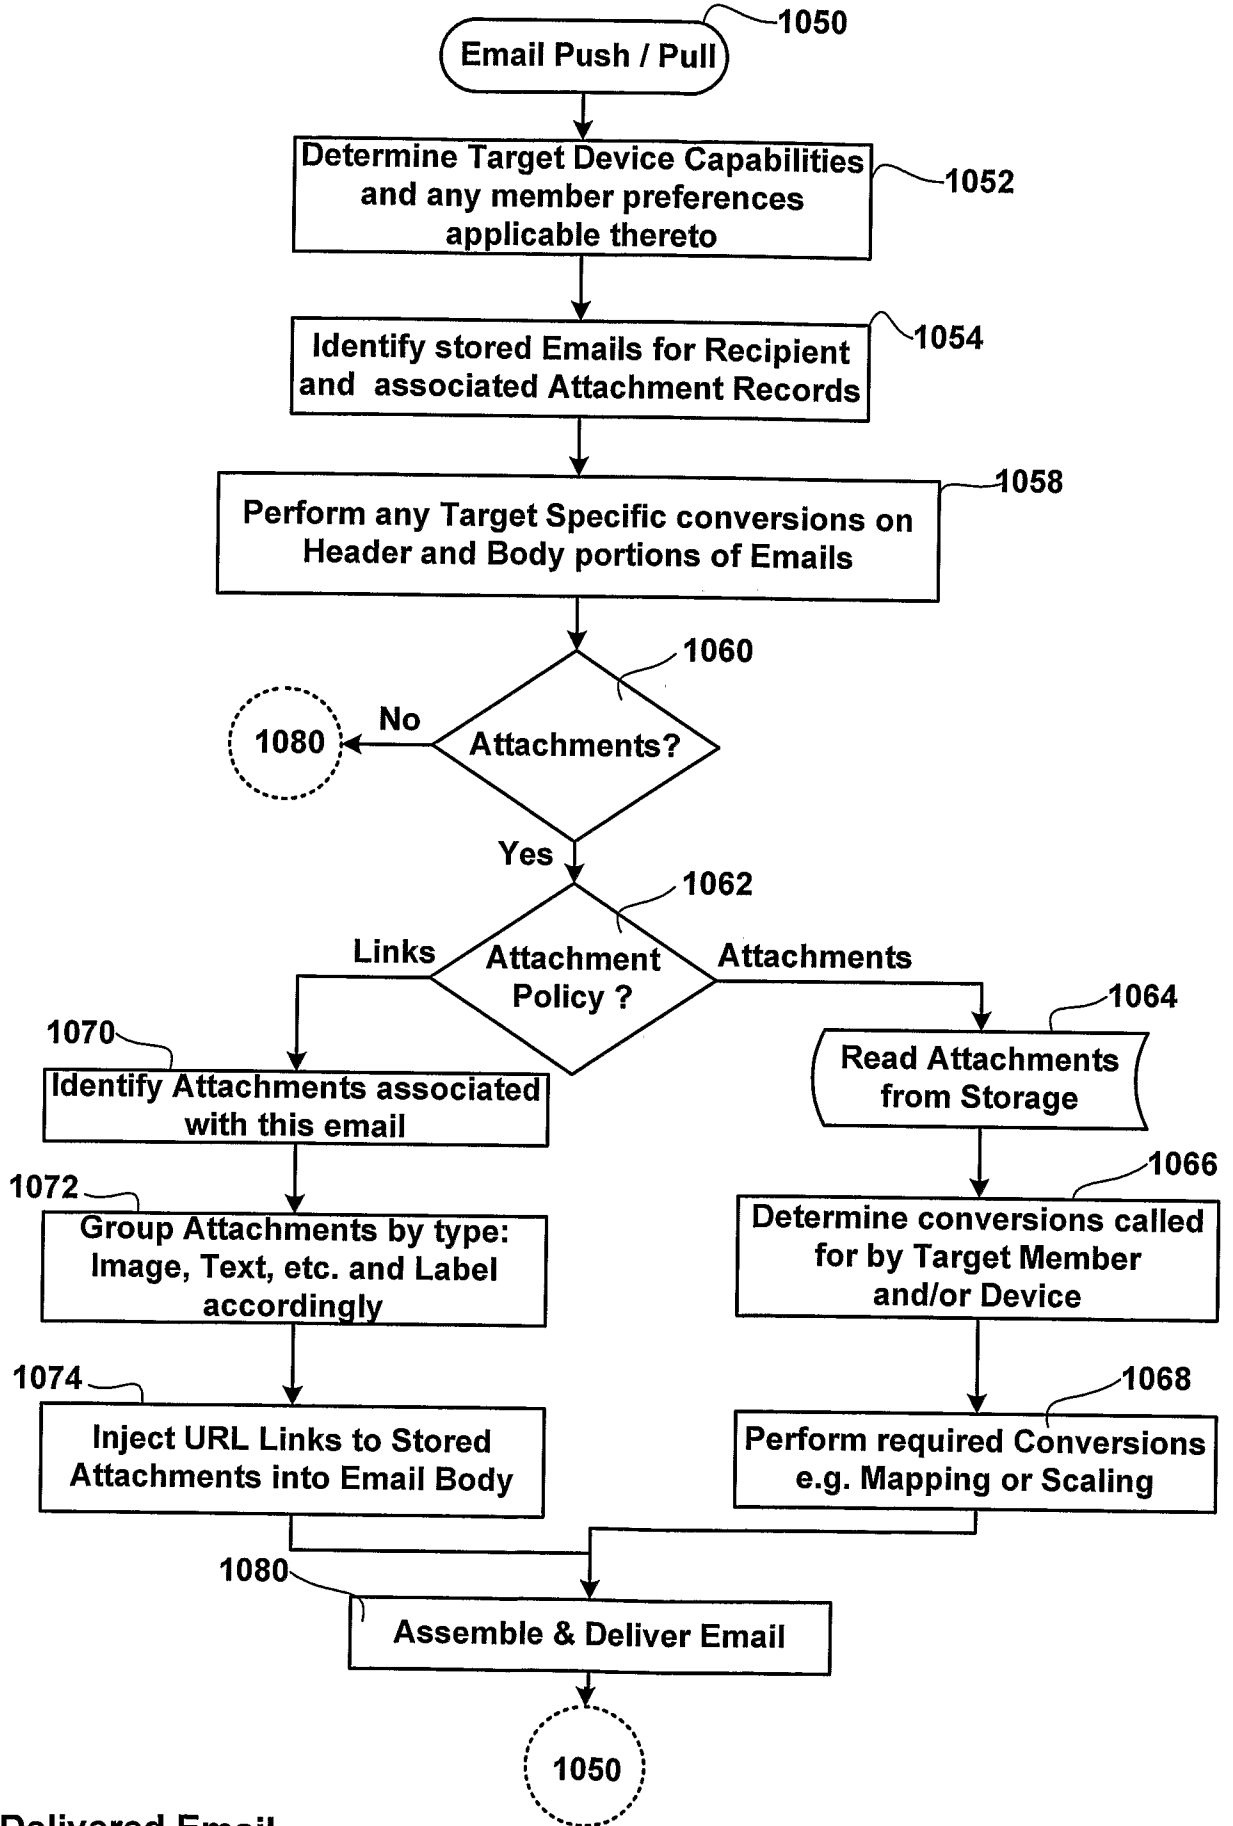 1050
Email Push / Pull
Determine Target Device Capabilities
and any member preferences
applicable thereto
1052
1054
Identify stored Emails for Recipient
and associated Attachment Records
1058
Perform any Target Specific conversions on
Header and Body portions of Emails
1060
No
1080
Attachments?
Yes
1062
Links
Attachment
Policy ?
Attachments
1064
1070
Read Attachments
from Storage
Identify Attachments associated
with this email
1066
1072
Determine conversions called
for by Target Member
and/or Device
Group Attachments by type:
Image, Text, etc. and Label
accordingly
1074
1068
Inject URL Links to Stored
Attachments into Email Body
Perform required Conversions
e.g. Mapping or Scaling
1080
Assemble & Deliver Email
1050
Delivered Email